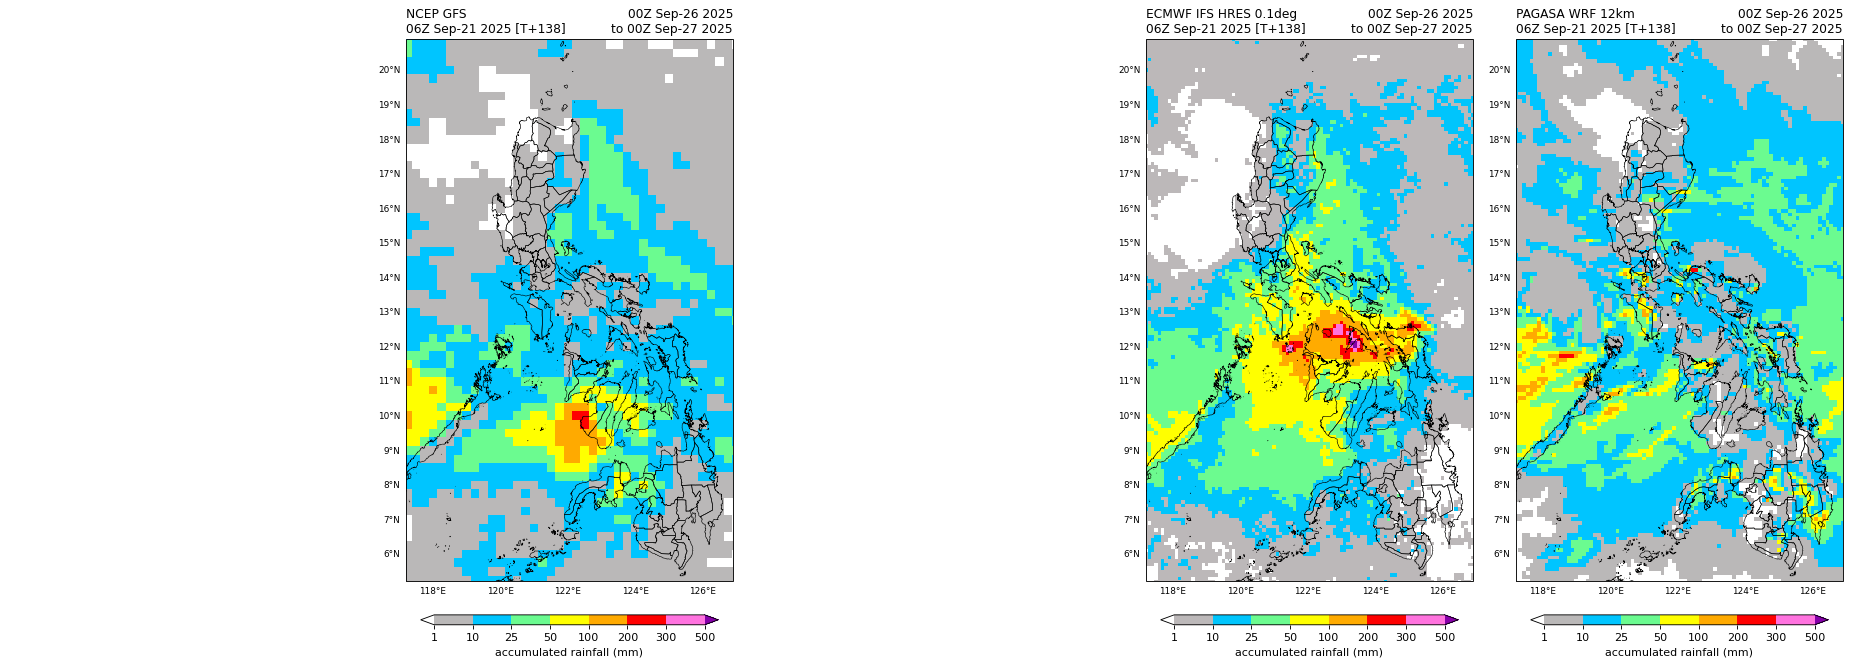 NCEP GFS 00Z Sep-26 2025
06Z Sep-21 2025 [T+138] to 00Z Sep-27 2025
20°N
19°N
18°N
17°N
16°N
15°N
14°N
13°N
12°N
11°N
10°N
9°N
8°N
7°N
6°N
118°E 120°E 122°E 124°E 126°E
1 10 25 50 100 200 300 500
accumulated rainfall (mm)
ECMWF IFS HRES 0.1deg 00Z Sep-26 2025
06Z Sep-21 2025 [T+138] to 00Z Sep-27 2025
20°N
19°N
18°N
17°N
16°N
15°N
14°N
13°N
12°N
11°N
10°N
9°N
8°N
7°N
6°N
118°E 120°E 122°E 124°E 126°E
1 10 25 50 100 200 300 500
accumulated rainfall (mm)
PAGASA WRF 12km 00Z Sep-26 2025
06Z Sep-21 2025 [T+138] to 00Z Sep-27 2025
20°N
19°N
18°N
17°N
16°N
15°N
14°N
13°N
12°N
11°N
10°N
9°N
8°N
7°N
6°N
118°E 120°E 122°E 124°E 126°E
1 10 25 50 100 200 300 500
accumulated rainfall (mm)